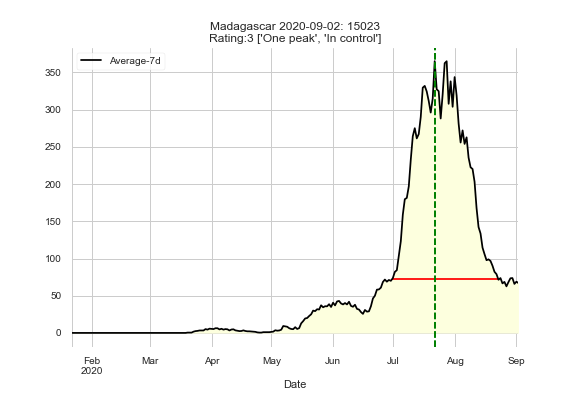 Madagascar 2020-09-02: 15023
Rating:3 ['One peak', 'In control']
Average-7d
350
300
250
200
150
100
50
0
Feb Mar Apr May Jun Jul Aug Sep
2020
Date